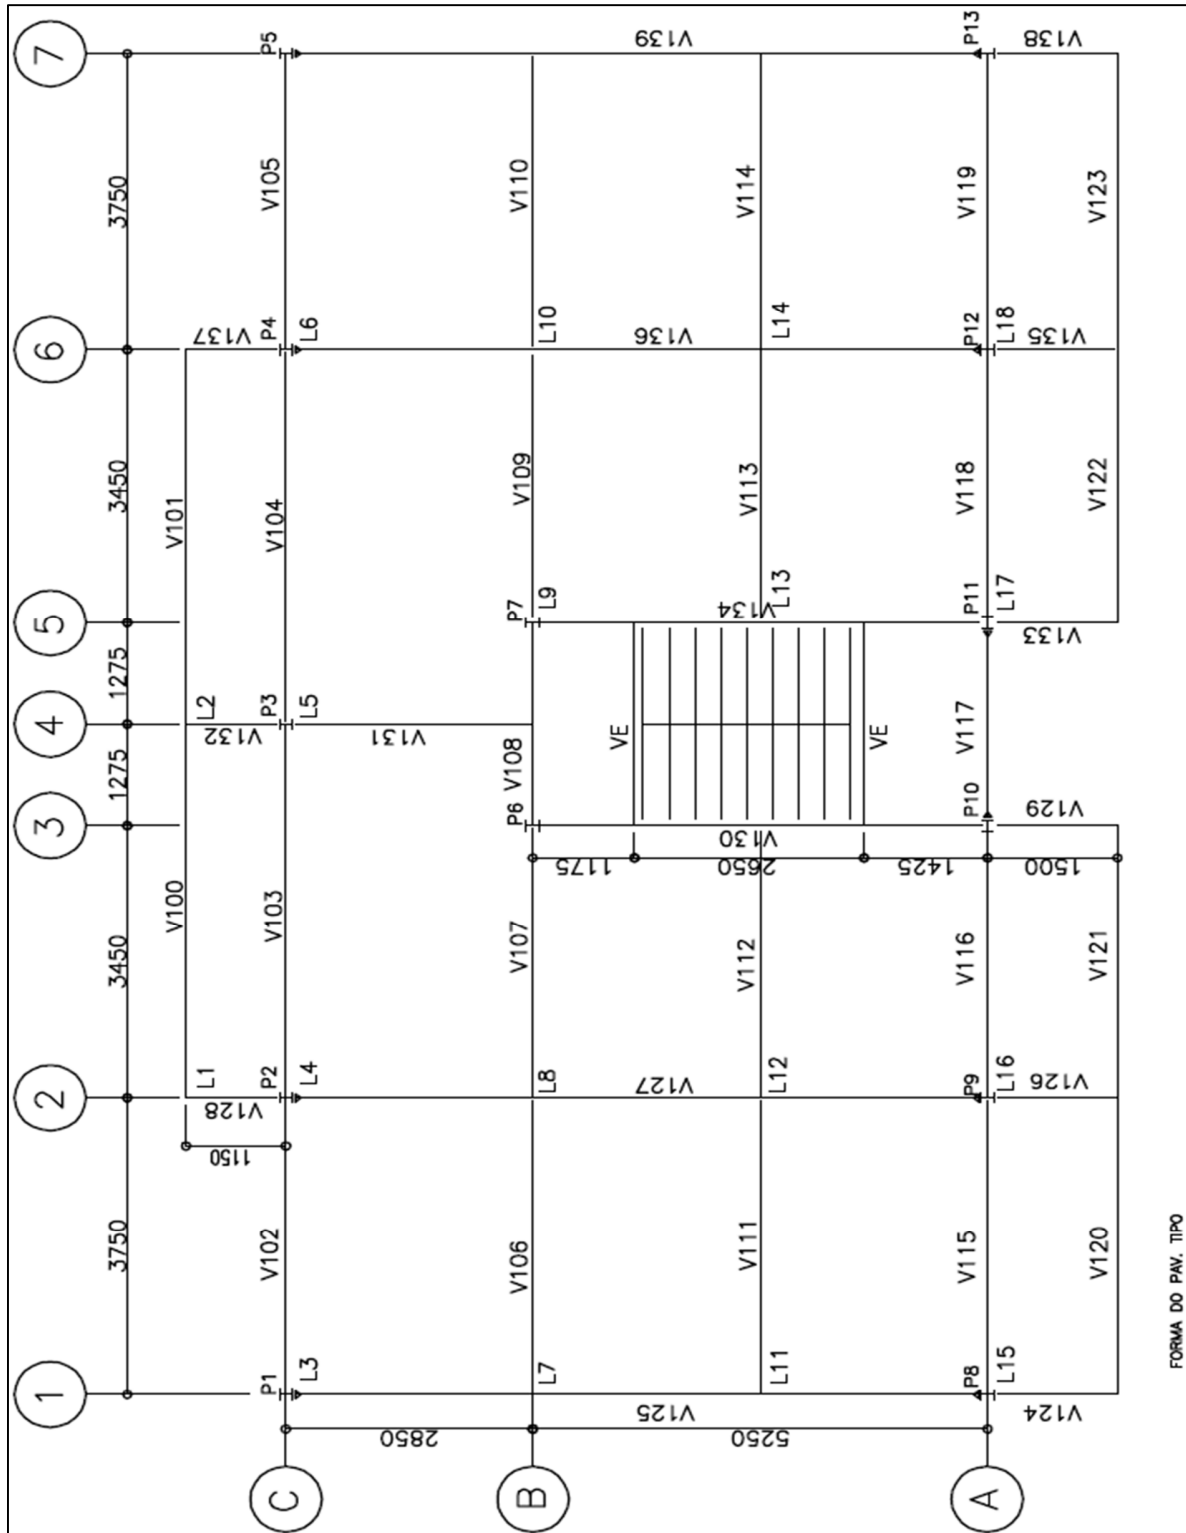 1 2 3 4 5 6 7
3750 3450 1275 1275 3450 3750
V100 V101
1150 V128 L1 V132 L2 V137
C
P1 P2 P3 P4 P5
V102 V103 V104 V105
L3 L4 L5 L6
2850
V131
B
V106 V107 P6 V108 P7 V109 V110
L7 L8 L9 L10
1175
VE
V125 V127 V130 V134 V136 V139
5250 2650
V111 V112 V113 V114
L11 L12 L13 L14
VE
1425
A
P8 P9 P10 P11 P12 P13
V115 V116 V117 V118 V119
L15 L16 L17 L18
V124 V126 V129 V133 V135 V138
1500
V120 V121 V122 V123
FORMA DO PAV. TIPO